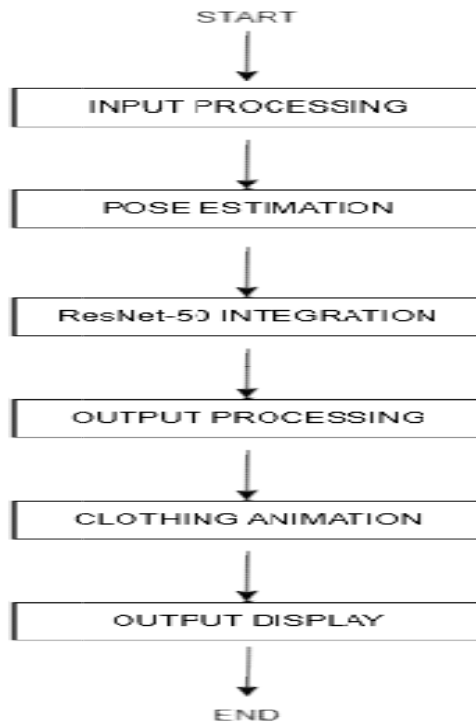 START
INPUT PROCESSING
POSE ESTIMATION
ResNet-50 INTEGRATION
OUTPUT PROCESSING
CLOTHING ANIMATION
OUTPUT DISPLAY
END